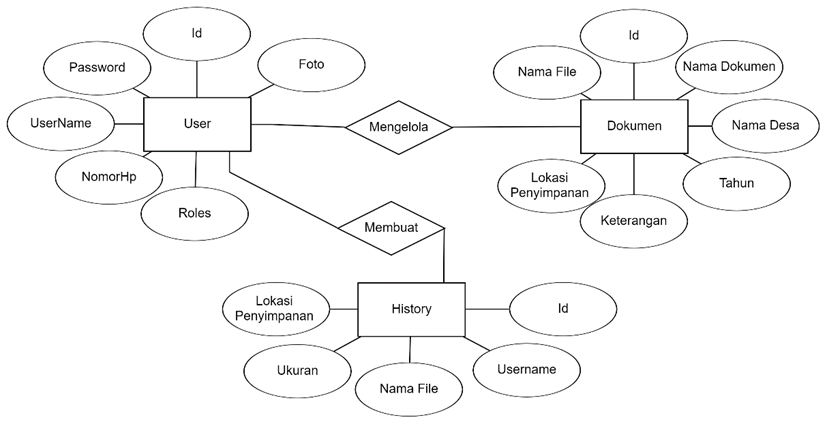 Id
Id
Foto
Password
Nama File
Nama Dokumen
UserName
User
Mengelola
Dokumen
Nama Desa
NomorHp
Lokasi
Penyimpanan
Tahun
Roles
Keterangan
Membuat
Lokasi
Penyimpanan
History
Id
Ukuran
Username
Nama File